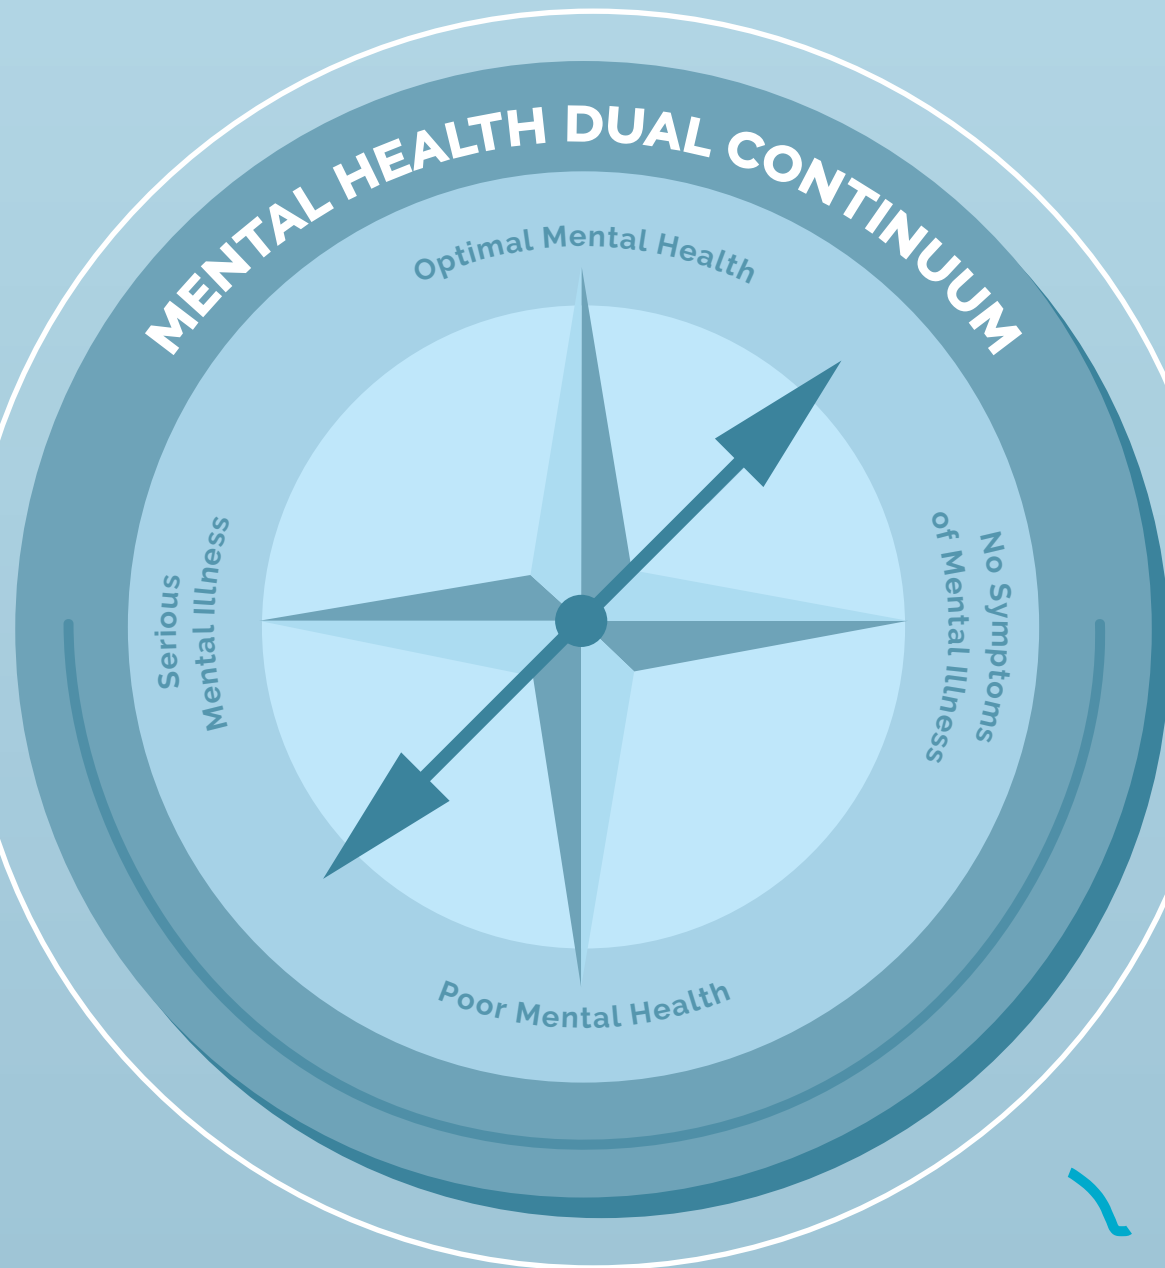 MENTAL HEALTH DUAL CONTINUUM
Optimal Mental Health
Serious
Mental Illness
No Symptoms
of Mental Illness
Poor Mental Health